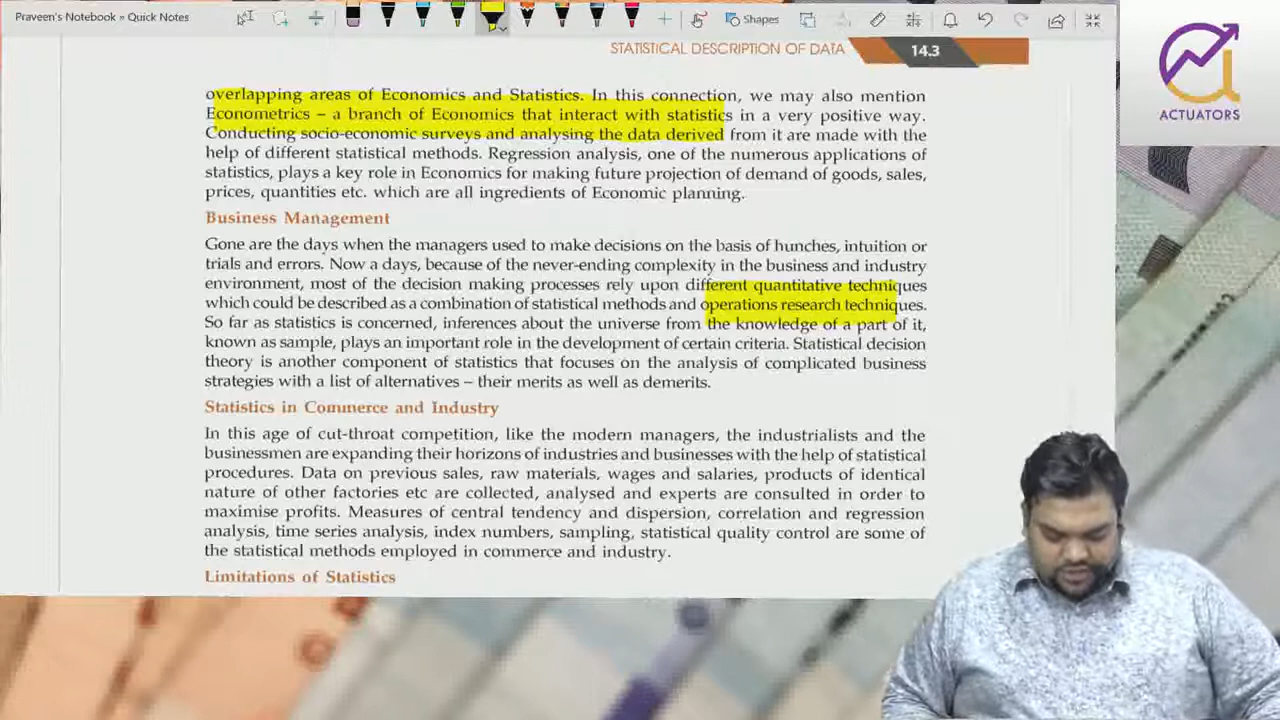 Praveen's Notebook » Quick Notes
Shapes
STATISTICAL DESCRIPTION OF DATA
14.3
ACTUATORS
overlapping areas of Economics and Statistics. In this connection, we may also mention
Econometrics – a branch of Economics that interact with statistics in a very positive way.
Conducting socio-economic surveys and analysing the data derived from it are made with the
help of different statistical methods. Regression analysis, one of the numerous applications of
statistics, plays a key role in Economics for making future projection of demand of goods, sales,
prices, quantities etc. which are all ingredients of Economic planning.
Business Management
Gone are the days when the managers used to make decisions on the basis of hunches, intuition or
trials and errors. Now a days, because of the never-ending complexity in the business and industry
environment, most of the decision making processes rely upon different quantitative techniques
which could be described as a combination of statistical methods and operations research techniques.
So far as statistics is concerned, inferences about the universe from the knowledge of a part of it,
known as sample, plays an important role in the development of certain criteria. Statistical decision
theory is another component of statistics that focuses on the analysis of complicated business
strategies with a list of alternatives – their merits as well as demerits.
Statistics in Commerce and Industry
In this age of cut-throat competition, like the modern managers, the industrialists and the
businessmen are expanding their horizons of industries and businesses with the help of statistical
procedures. Data on previous sales, raw materials, wages and salaries, products of identical
nature of other factories etc are collected, analysed and experts are consulted in order to
maximise profits. Measures of central tendency and dispersion, correlation and regression
analysis, time series analysis, index numbers, sampling, statistical quality control are some of
the statistical methods employed in commerce and industry.
Limitations of Statistics